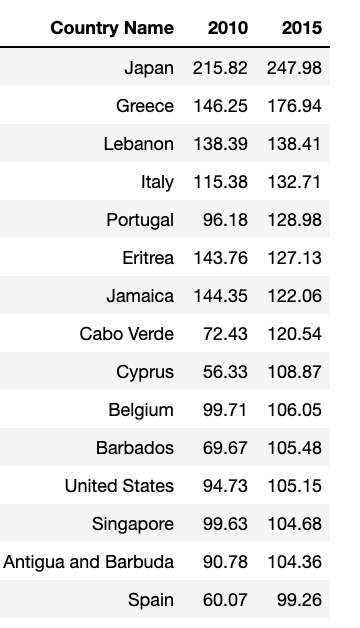 Country Name 2010 2015
Japan 215.82 247.98
Greece 146.25 176.94
Lebanon 138.39 138.41
Italy 115.38 132.71
Portugal 96.18 128.98
Eritrea 143.76 127.13
Jamaica 144.35 122.06
Cabo Verde 72.43 120.54
Cyprus 56.33 108.87
Belgium 99.71 106.05
Barbados 69.67 105.48
United States 94.73 105.15
Singapore 99.63 104.68
Antigua and Barbuda 90.78 104.36
Spain 60.07 99.26